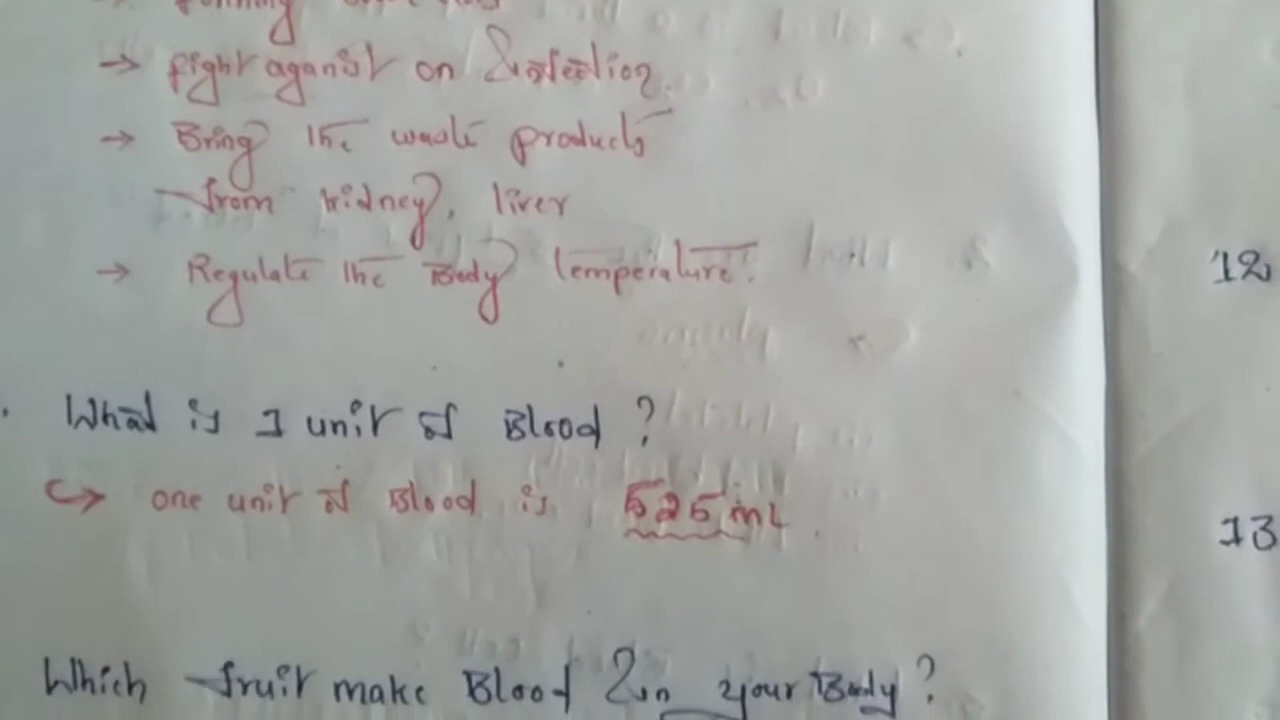 → fight aganist on Infection.
→ Bring the waste products
from kidney, liver
→ Regulate the Body temperature.
12
What is 1 unit of Blood ?
↪ one unit of Blood is 525 mL
13
Which fruit make Blood In your Body ?